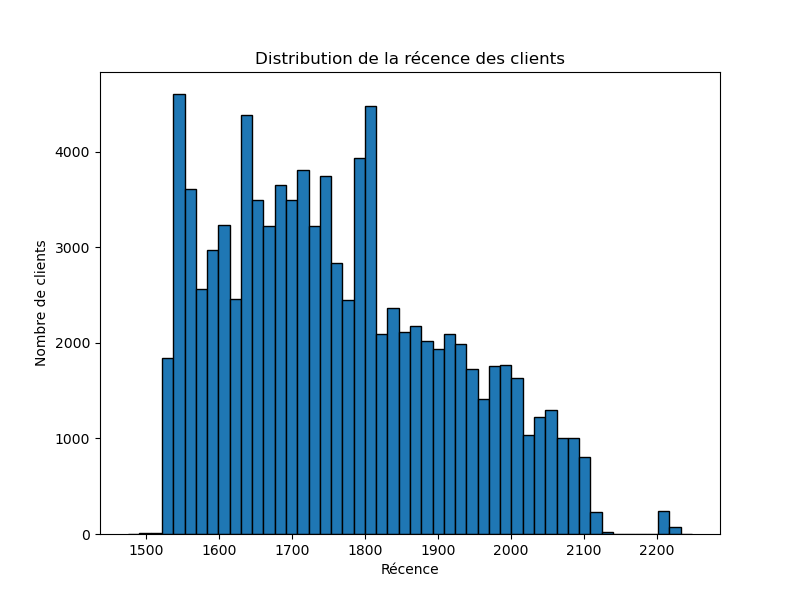 Distribution de la récence des clients
Nombre de clients
4000
3000
2000
1000
0
1500 1600 1700 1800 1900 2000 2100 2200
Récence